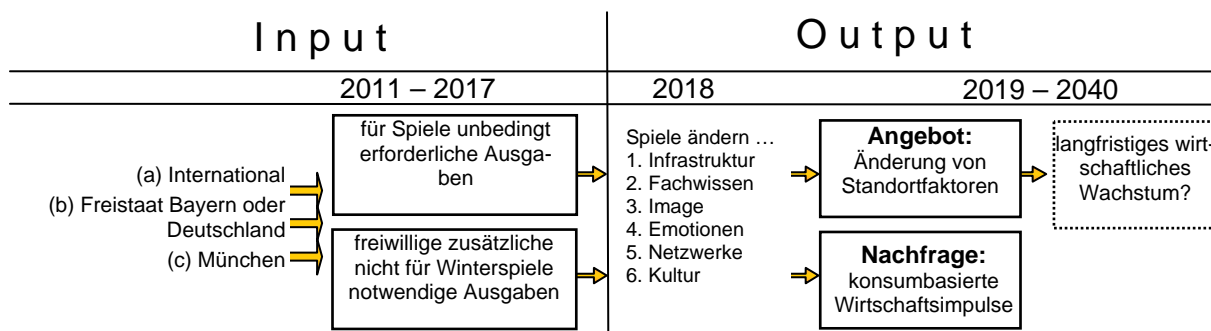 Input
Output
2011 – 2017
2018
2019 – 2040
(a) International
(b) Freistaat Bayern oder
Deutschland
(c) München
für Spiele unbedingt
erforderliche Ausga-
ben
freiwillige zusätzliche
nicht für Winterspiele
notwendige Ausgaben
Spiele ändern …
1. Infrastruktur
2. Fachwissen
3. Image
4. Emotionen
5. Netzwerke
6. Kultur
Angebot:
Änderung von
Standortfaktoren
Nachfrage:
konsumbasierte
Wirtschaftsimpulse
langfristiges wirt-
schaftliches
Wachstum?